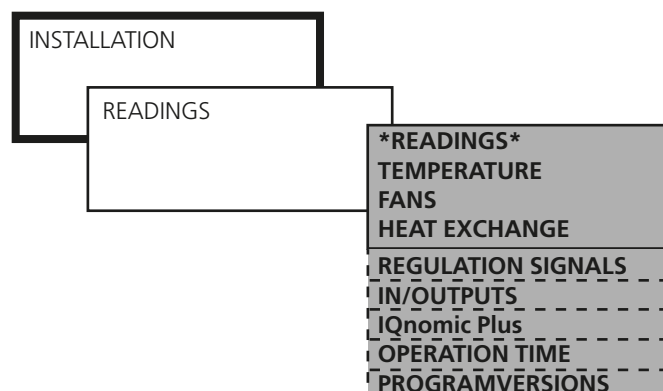 INSTALLATION
READINGS
*READINGS*
TEMPERATURE
FANS
HEAT EXCHANGE
REGULATION SIGNALS
IN/OUTPUTS
IQnomic Plus
OPERATION TIME
PROGRAMVERSIONS